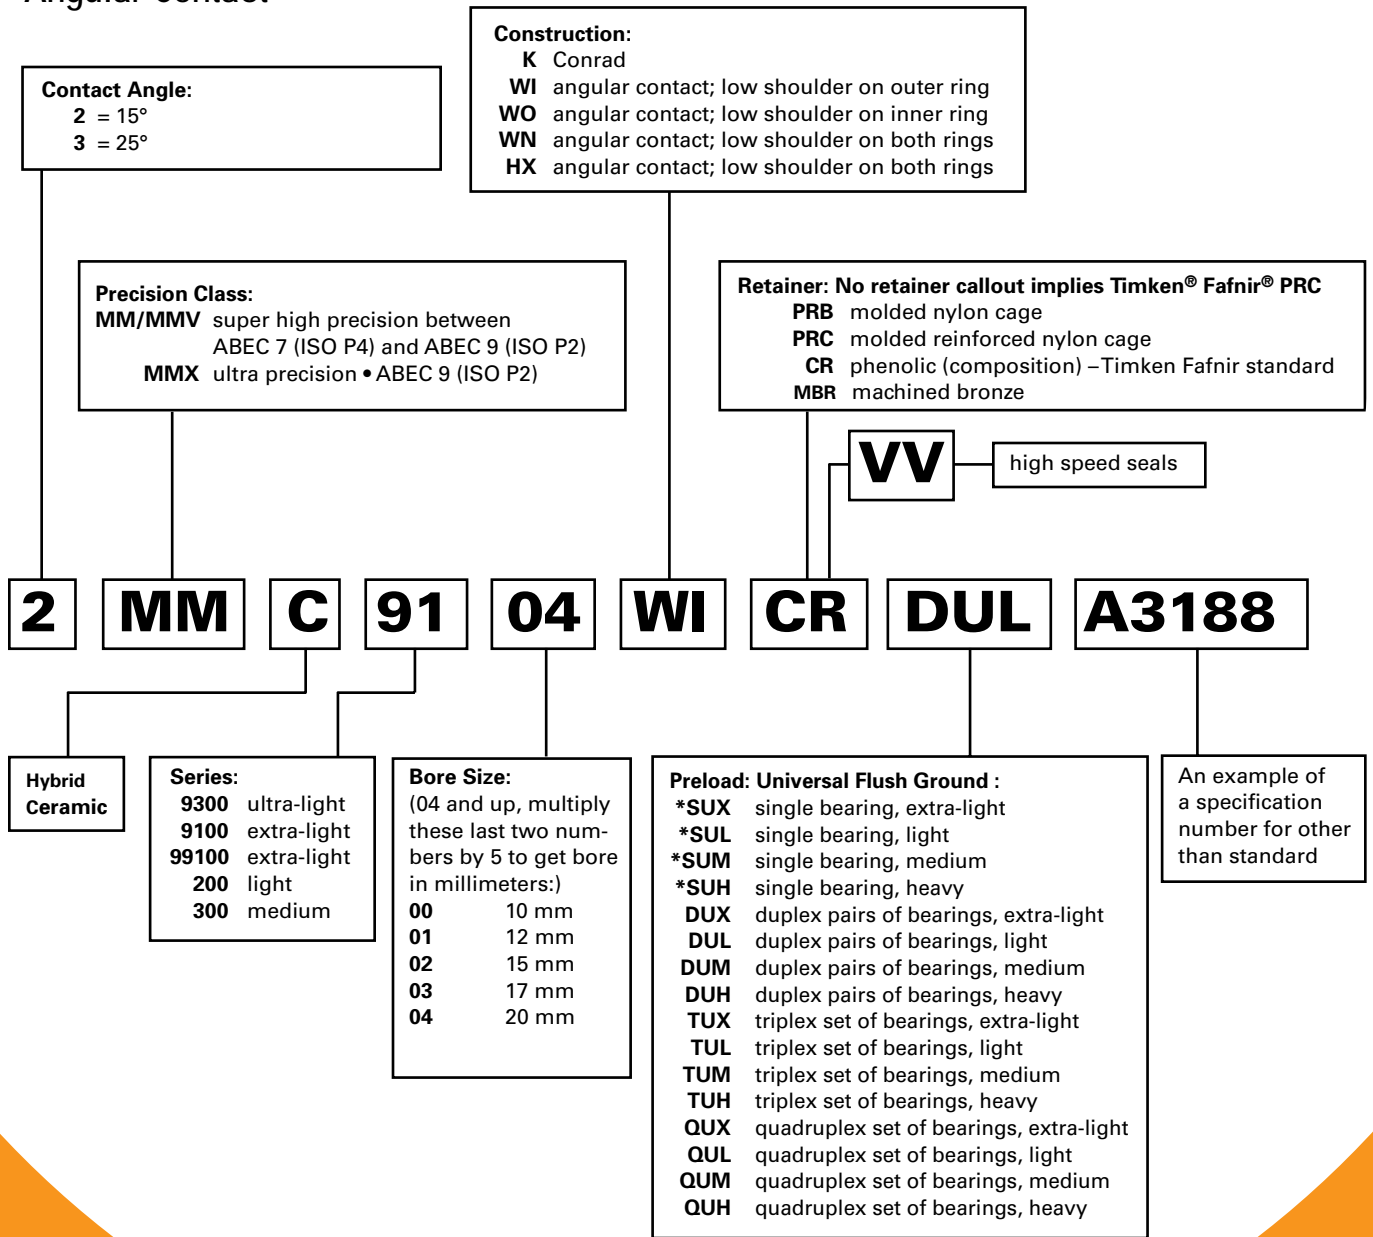 Angular contact
Construction:
K Conrad
WI angular contact; low shoulder on outer ring
WO angular contact; low shoulder on inner ring
WN angular contact; low shoulder on both rings
HX angular contact; low shoulder on both rings
Contact Angle:
2 = 15°
3 = 25°
Precision Class:
MM/MMV super high precision between
ABEC 7 (ISO P4) and ABEC 9 (ISO P2)
MMX ultra precision • ABEC 9 (ISO P2)
Retainer: No retainer callout implies Timken® Fafnir® PRC
PRB molded nylon cage
PRC molded reinforced nylon cage
CR phenolic (composition) – Timken Fafnir standard
MBR machined bronze
VV high speed seals
2 MM C 91 04 WI CR DUL A3188
Hybrid
Ceramic
Series:
9300 ultra-light
9100 extra-light
99100 extra-light
200 light
300 medium
Bore Size:
(04 and up, multiply
these last two num-
bers by 5 to get bore
in millimeters:)
00 10 mm
01 12 mm
02 15 mm
03 17 mm
04 20 mm
Preload: Universal Flush Ground :
*SUX single bearing, extra-light
*SUL single bearing, light
*SUM single bearing, medium
*SUH single bearing, heavy
DUX duplex pairs of bearings, extra-light
DUL duplex pairs of bearings, light
DUM duplex pairs of bearings, medium
DUH duplex pairs of bearings, heavy
TUX triplex set of bearings, extra-light
TUL triplex set of bearings, light
TUM triplex set of bearings, medium
TUH triplex set of bearings, heavy
QUX quadruplex set of bearings, extra-light
QUL quadruplex set of bearings, light
QUM quadruplex set of bearings, medium
QUH quadruplex set of bearings, heavy
An example of
a specification
number for other
than standard